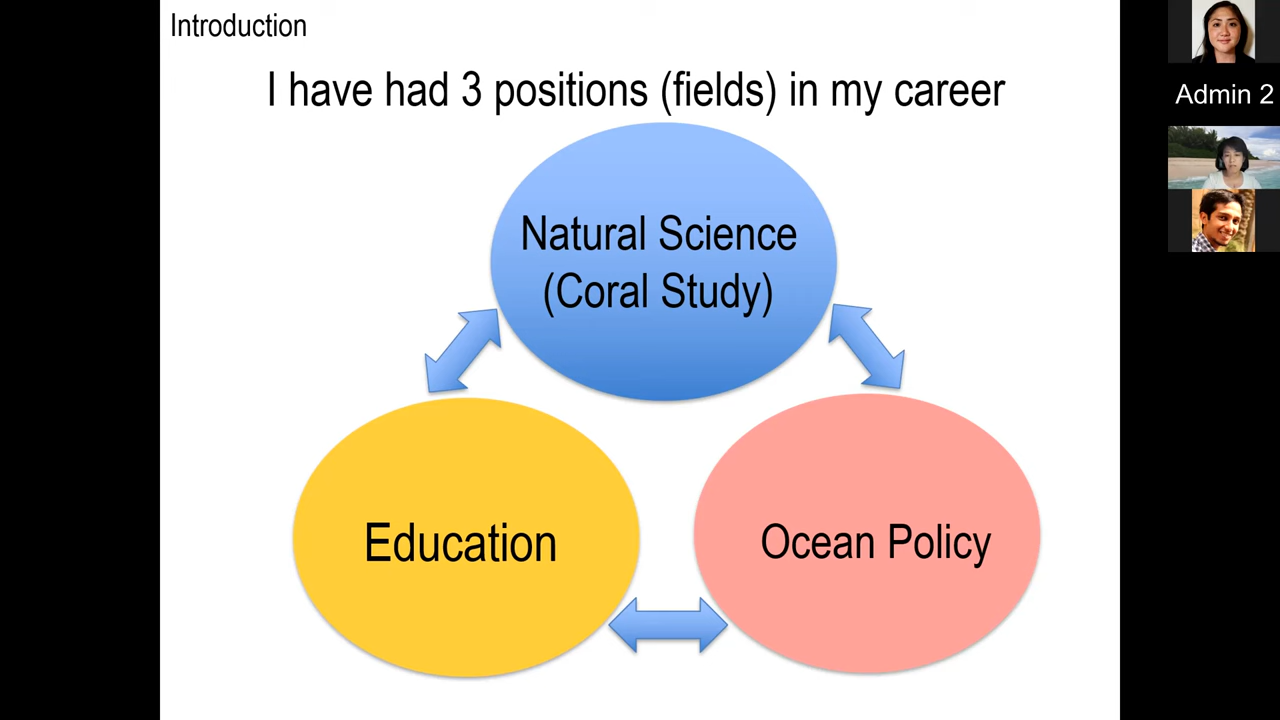 Introduction
I have had 3 positions (fields) in my career
Natural Science
(Coral Study)
Education
Ocean Policy
Admin 2